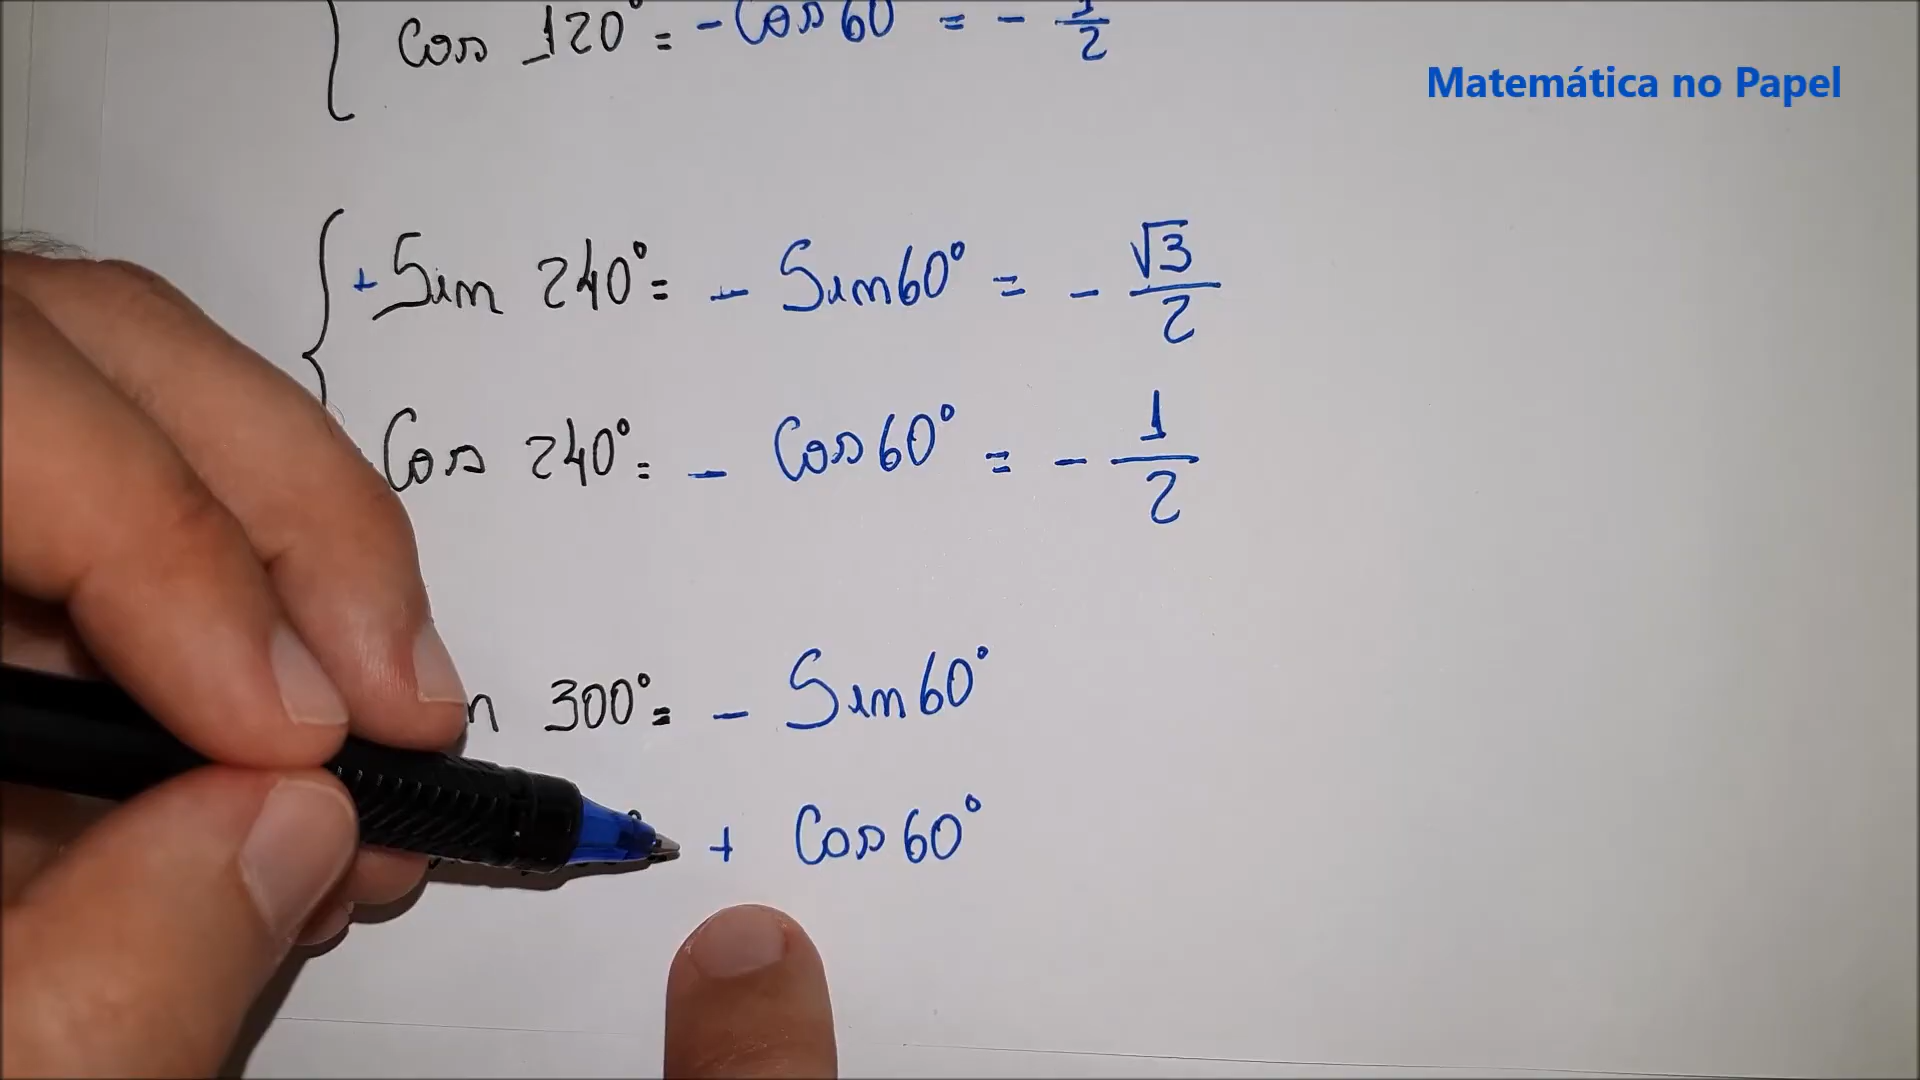 cos 120° = - cos 60 = - 1/2
Matemática no Papel
+ Sen 240° = - Sen 60° = - √3/2
Cos 240° = - Cos 60° = - 1/2
n 300° = - Sen 60°
+ Cos 60°